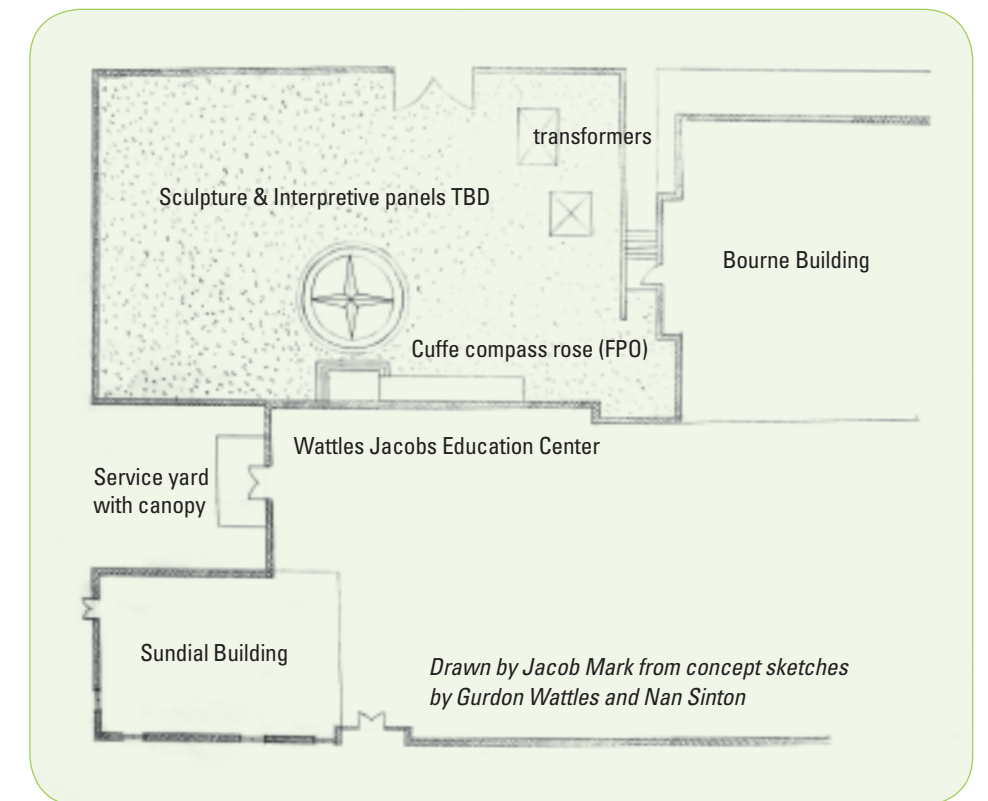 transformers
Sculpture & Interpretive panels TBD
Bourne Building
Cuffe compass rose (FPO)
Wattles Jacobs Education Center
Service yard
with canopy
Sundial Building
Drawn by Jacob Mark from concept sketches
by Gurdon Wattles and Nan Sinton